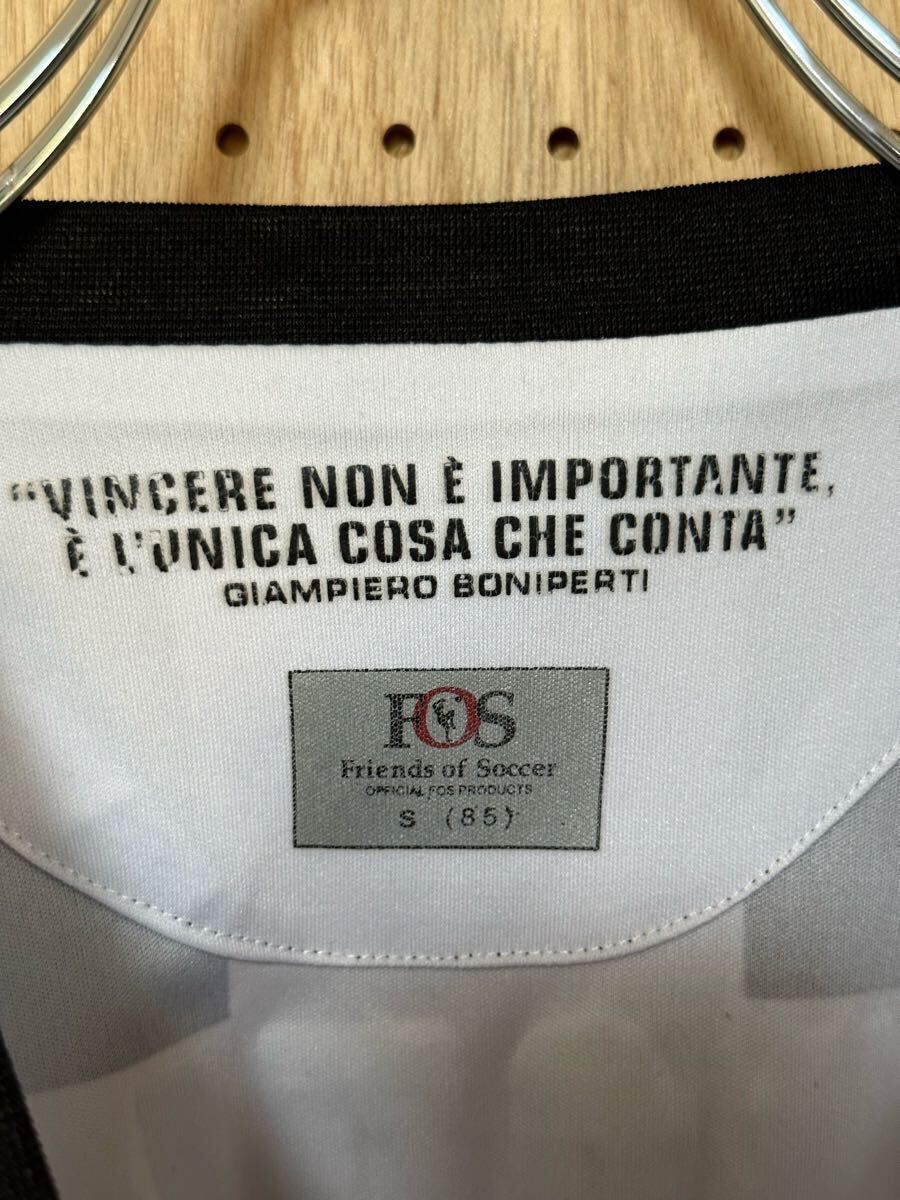 “VINCERE NON È IMPORTANTE,
È L'UNICA COSA CHE CONTA”
GIAMPIERO BONIPERTI
FOS
Friends of Soccer
OFFICIAL FOS PRODUCTS
S (85)